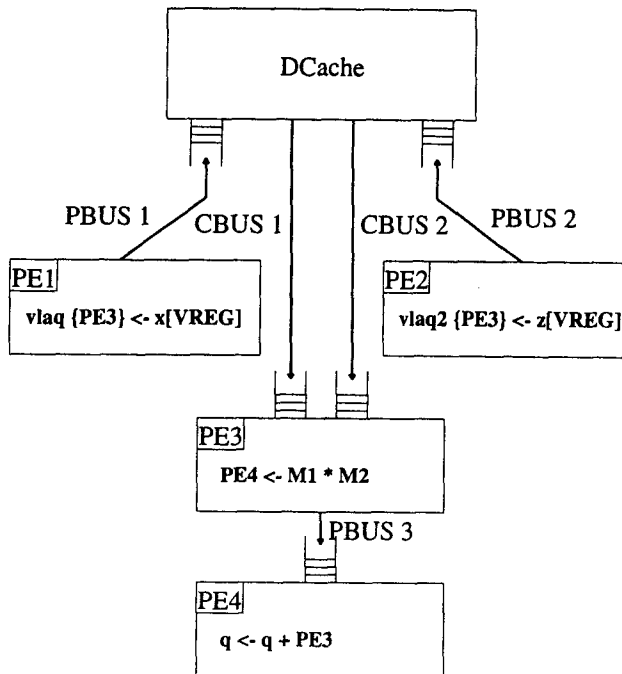 DCache
PBUS 1
CBUS 1
CBUS 2
PBUS 2
PE1
vlaq {PE3} <- x[VREG]
PE2
vlaq2 {PE3} <- z[VREG]
PE3
PE4 <- M1 * M2
PBUS 3
PE4
q <- q + PE3